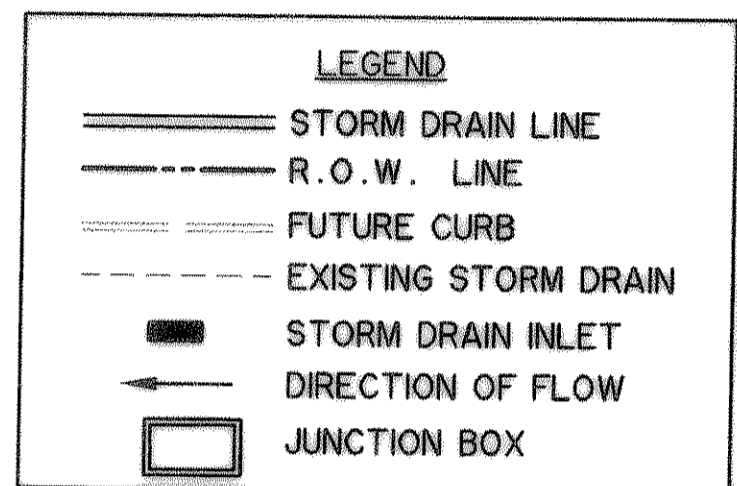 LEGEND
STORM DRAIN LINE
R.O.W. LINE
FUTURE CURB
EXISTING STORM DRAIN
STORM DRAIN INLET
DIRECTION OF FLOW
JUNCTION BOX